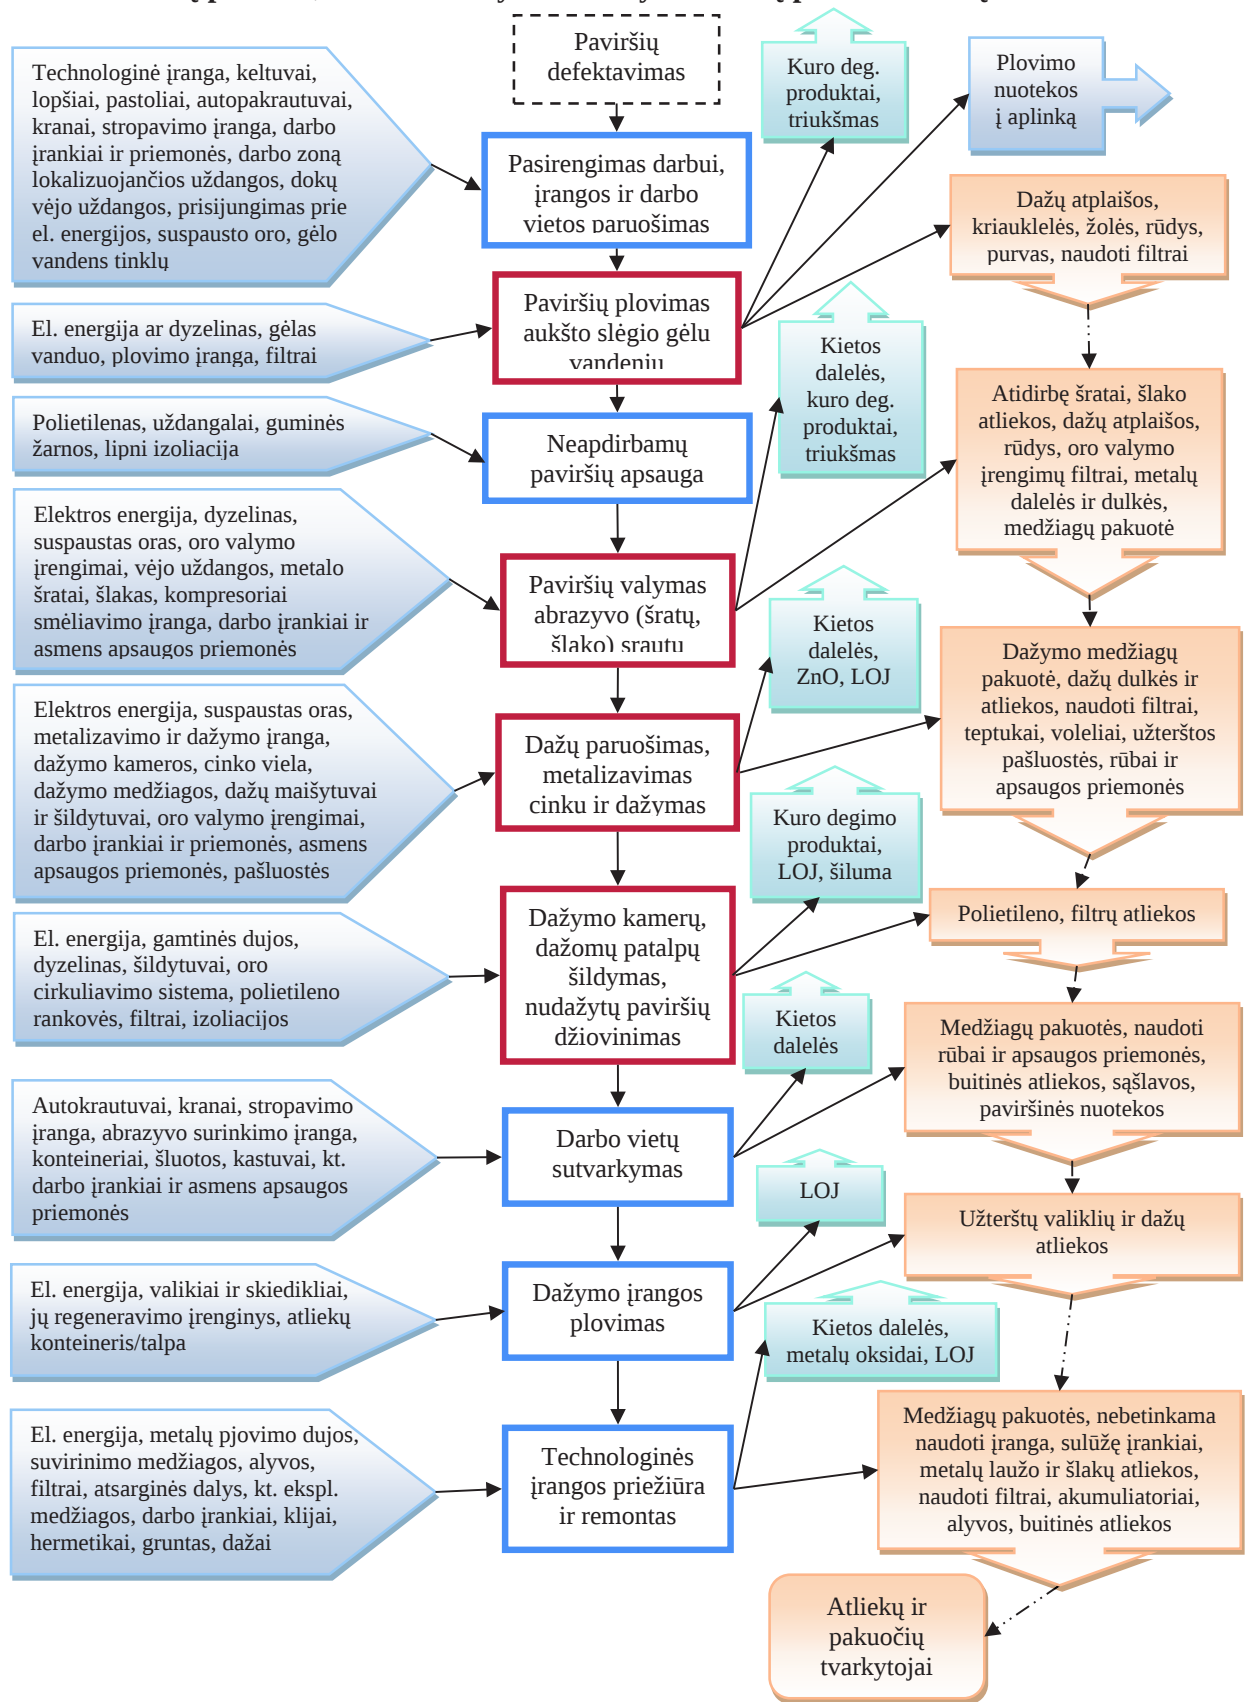 Paviršių
defektavimas
Kuro deg.
produktai,
triukšmas
Plovimo
nuotekos
į aplinką
Technologinė įranga, keltuvai,
lopšiai, pastoliai, autopakrautuvai,
kranai, stropavimo įranga, darbo
įrankiai ir priemonės, darbo zoną
lokalizuojančios uždangos, dokų
vėjo uždangos, prisijungimas prie
el. energijos, suspausto oro, gėlo
vandens tinklų
Pasirengimas darbui,
įrangos ir darbo
vietos paruošimas
Dažų atplaišos,
kriauklelės, žolės, rūdys,
purvas, naudoti filtrai
El. energija ar dyzelinas, gėlas
vanduo, plovimo įranga, filtrai
Paviršių plovimas
aukšto slėgio gėlu
vandeniu
Kietos
dalelės,
kuro deg.
produktai,
triukšmas
Polietilenas, uždangalai, guminės
žarnos, lipni izoliacija
Neapdirbamų
paviršių apsauga
Atidirbę šratai, šlako
atliekos, dažų atplaišos,
rūdys, oro valymo
įrengimų filtrai, metalų
dalelės ir dulkės,
medžiagų pakuotė
Elektros energija, dyzelinas,
suspaustas oras, oro valymo
įrengimai, vėjo uždangos, metalo
šratai, šlakas, kompresoriai
smėliavimo įranga, darbo įrankiai ir
asmens apsaugos priemonės
Paviršių valymas
abrazyvo (šratų,
šlako) srautu
Kietos
dalelės,
ZnO, LOJ
Dažymo medžiagų
pakuotė, dažų dulkės ir
atliekos, naudoti filtrai,
teptukai, voleliai, užterštos
pašluostės, rūbai ir
apsaugos priemonės
Elektros energija, suspaustas oras,
metalizavimo ir dažymo įranga,
dažymo kameros, cinko viela,
dažymo medžiagos, dažų maišytuvai
ir šildytuvai, oro valymo įrengimai,
darbo įrankiai ir priemonės, asmens
apsaugos priemonės, pašluostės
Dažų paruošimas,
metalizavimas
cinku ir dažymas
Kuro degimo
produktai,
LOJ, šiluma
Polietileno, filtrų atliekos
El. energija, gamtinės dujos,
dyzelinas, šildytuvai, oro
cirkuliavimo sistema, polietileno
rankovės, filtrai, izoliacijos
Dažymo kamerų,
dažomų patalpų
šildymas,
nudažytų paviršių
džiovinimas
Kietos
dalelės
Medžiagų pakuotės, naudoti
rūbai ir apsaugos priemonės,
buitinės atliekos, sąšlavos,
paviršinės nuotekos
Autokrautuvai, kranai, stropavimo
įranga, abrazyvo surinkimo įranga,
konteineriai, šluotos, kastuvai, kt.
darbo įrankiai ir asmens apsaugos
priemonės
Darbo vietų
sutvarkymas
LOJ
Užterštų valiklių ir dažų
atliekos
El. energija, valikiai ir skiedikliai,
jų regeneravimo įrenginys, atliekų
konteineris/talpa
Dažymo įrangos
plovimas
Kietos dalelės,
metalų oksidai, LOJ
El. energija, metalų pjovimo dujos,
suvirinimo medžiagos, alyvos,
filtrai, atsarginės dalys, kt. ekspl.
medžiagos, darbo įrankiai, klijai,
hermetikai, gruntas, dažai
Technologinės
įrangos priežiūra
ir remontas
Medžiagų pakuotės, nebetinkama
naudoti įranga, sulūžę įrankiai,
metalų laužo ir šlakų atliekos,
naudoti filtrai, akumuliatoriai,
alyvos, buitinės atliekos
Atliekų ir
pakuočių
tvarkytojai